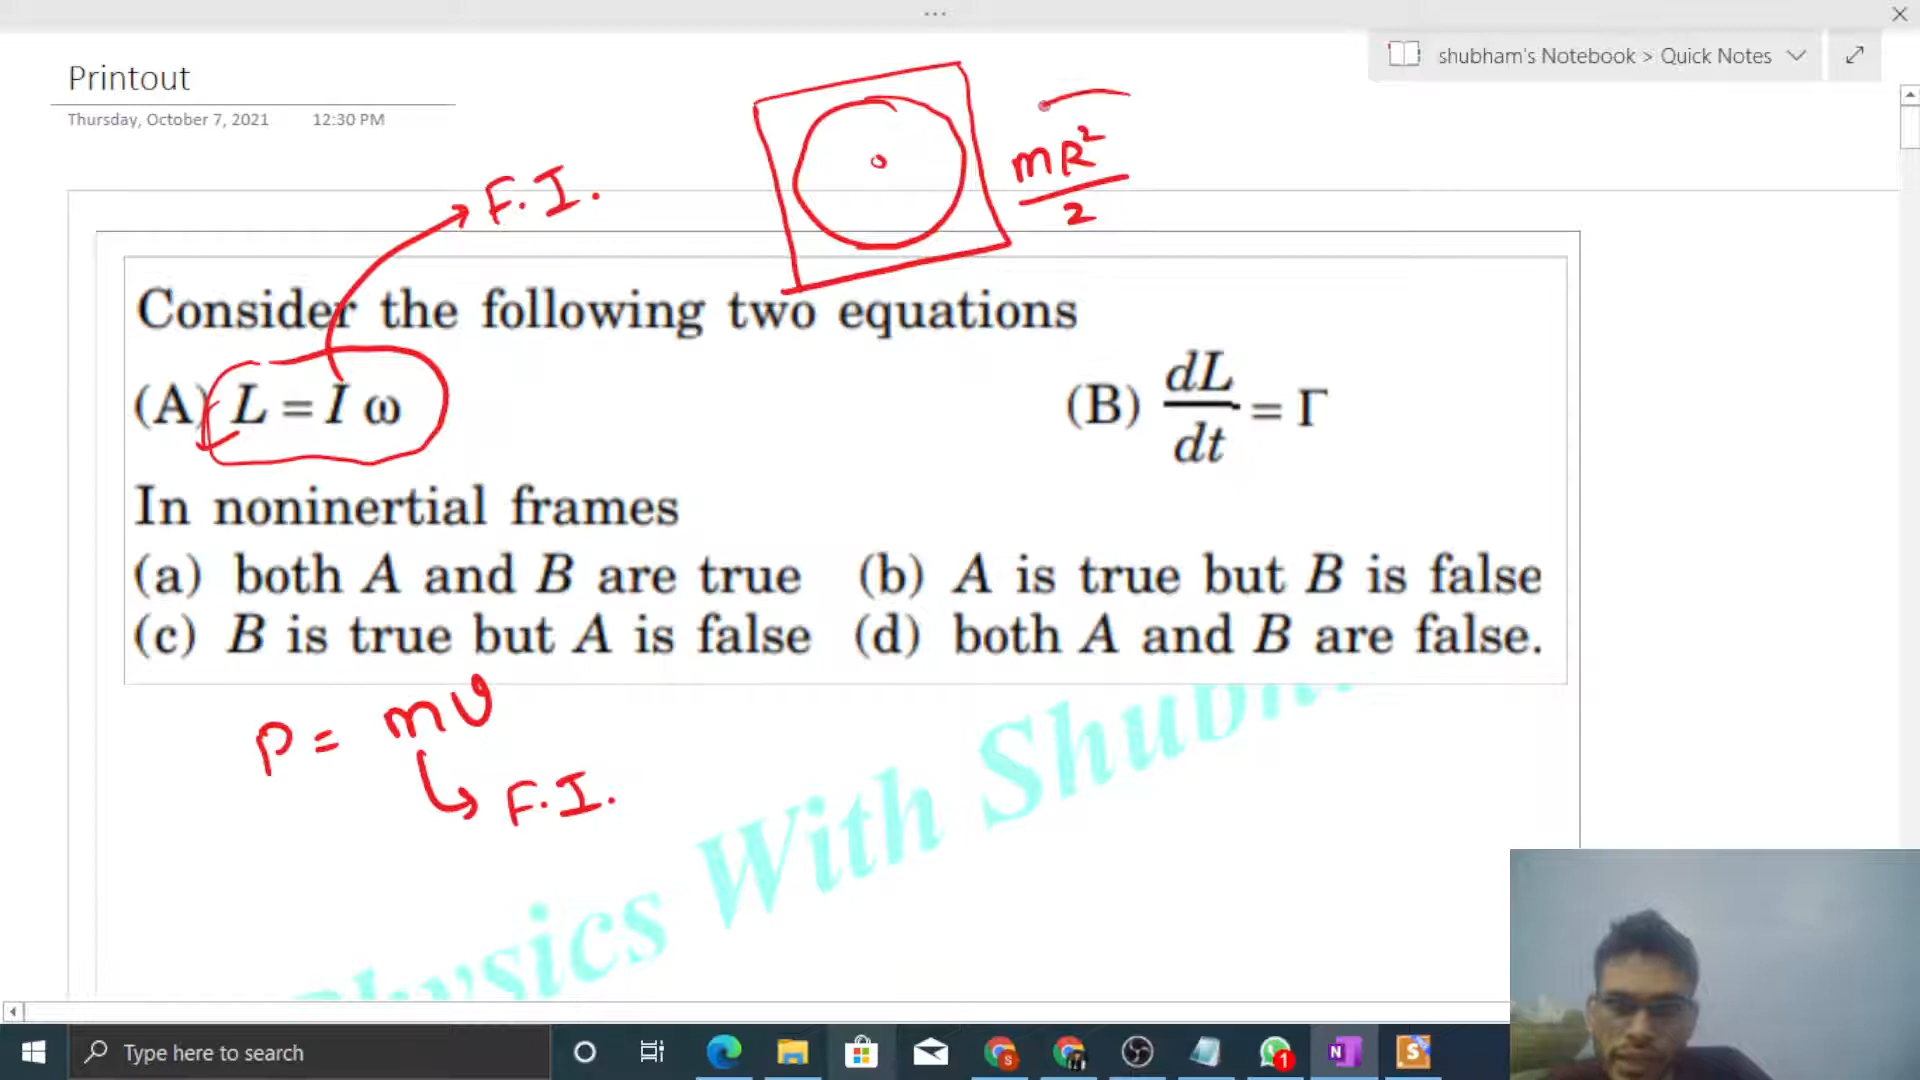 shubham's Notebook > Quick Notes
Printout
Thursday, October 7, 2021 12:30 PM
F.I.
mR²/2
Consider the following two equations
(A) L = I ω (B) dL/dt = Γ
In noninertial frames
(a) both A and B are true (b) A is true but B is false
(c) B is true but A is false (d) both A and B are false.
P = mv
F.I.
Physics With Shubh
Type here to search
1